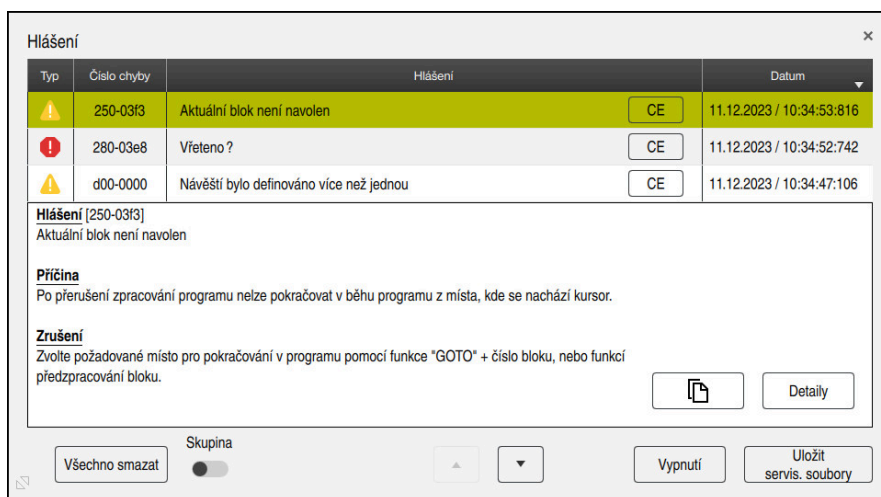 Hlášení
Typ Číslo chyby Hlášení Datum
250-03f3 Aktuální blok není navolen CE 11.12.2023 / 10:34:53:816
280-03e8 Vřeteno ? CE 11.12.2023 / 10:34:52:742
d00-0000 Návěští bylo definováno více než jednou CE 11.12.2023 / 10:34:47:106
Hlášení [250-03f3]
Aktuální blok není navolen
Příčina
Po přerušení zpracování programu nelze pokračovat v běhu programu z místa, kde se nachází kursor.
Zrušení
Zvolte požadované místo pro pokračování v programu pomocí funkce "GOTO" + číslo bloku, nebo funkcí
předzpracování bloku.
Detaily
Skupina
Všechno smazat
Vypnutí
Uložit
servis. soubory